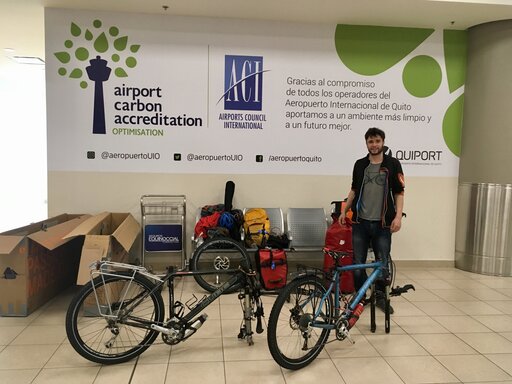 airport
carbon
accreditation
OPTIMISATION
ACI
AIRPORTS COUNCIL
INTERNATIONAL
Gracias al compromiso
de todos los operadores del
Aeropuerto Internacional de Quito
aportamos a un ambiente más limpio y
a un futuro mejor.
@aeropuertoUIO
@aeropuertoUIO
/aeropuertoquito
QUIPORT
EQUINOCCIAL